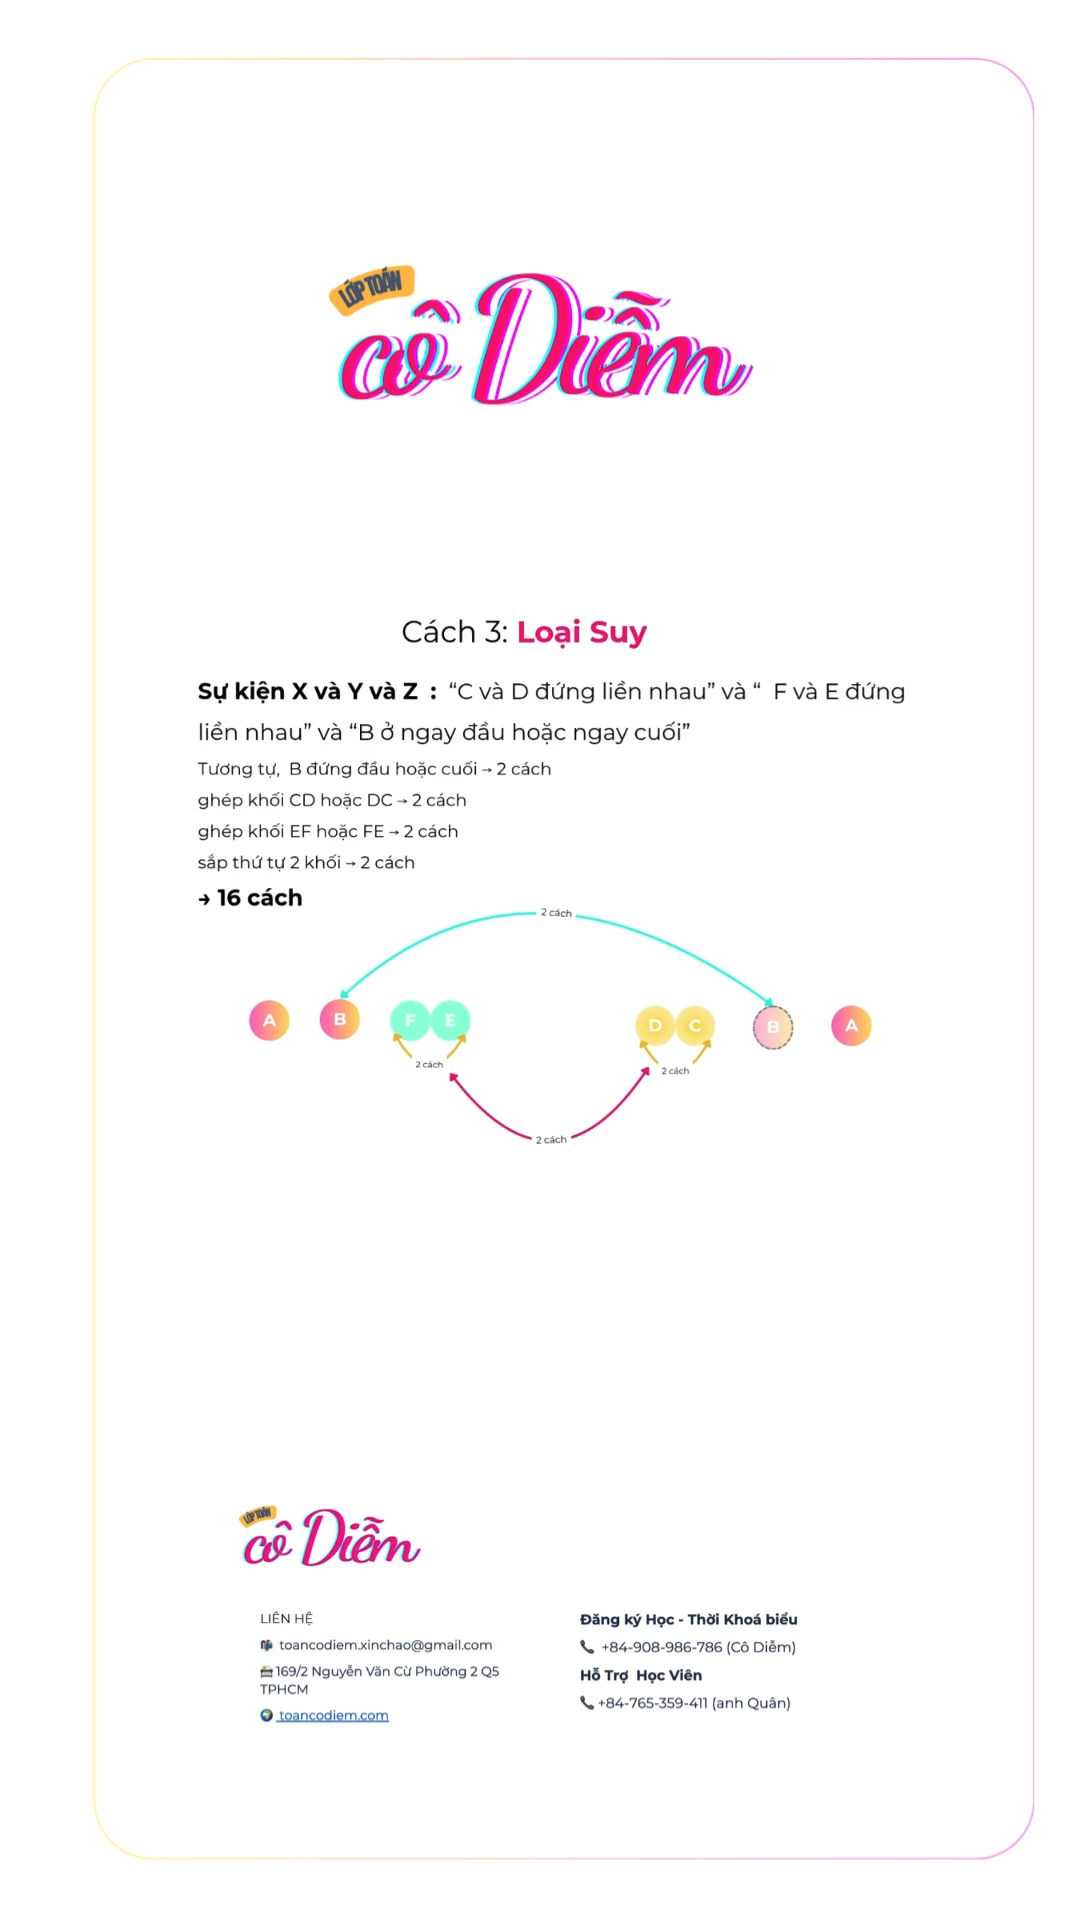 LỚP TOÁN
cô Diễm
Cách 3: Loại Suy
Sự kiện X và Y và Z : “C và D đứng liền nhau” và “ F và E đứng
liền nhau” và “B ở ngay đầu hoặc ngay cuối”
Tương tự, B đứng đầu hoặc cuối → 2 cách
ghép khối CD hoặc DC → 2 cách
ghép khối EF hoặc FE → 2 cách
sắp thứ tự 2 khối → 2 cách
→ 16 cách
2 cách
A B F E D C B A
2 cách 2 cách
2 cách
LỚP TOÁN
cô Diễm
LIÊN HỆ
toancodiem.xinchao@gmail.com
169/2 Nguyễn Văn Cừ Phường 2 Q5
TPHCM
toancodiem.com
Đăng ký Học - Thời Khoá biểu
+84-908-986-786 (Cô Diễm)
Hỗ Trợ Học Viên
+84-765-359-411 (anh Quân)